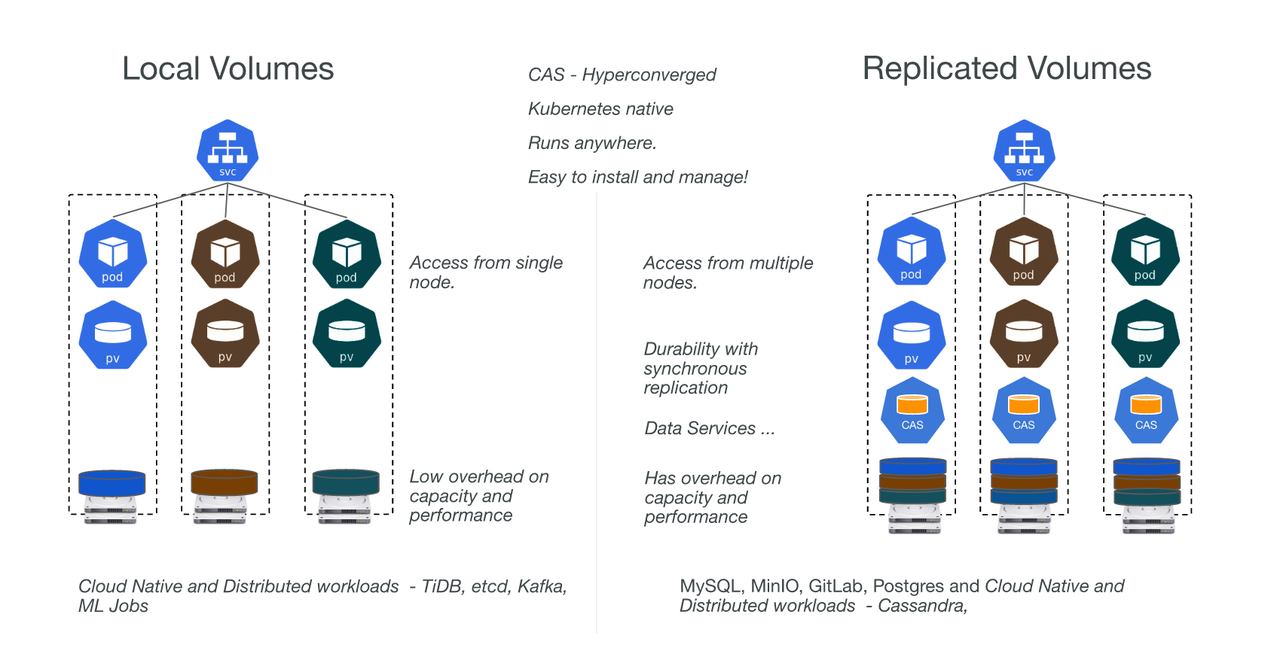 Local Volumes
CAS - Hyperconverged
Kubernetes native
Runs anywhere.
Easy to install and manage!
Replicated Volumes
svc
pod
pod
pod
pv
pv
pv
Access from single
node.
Low overhead on
capacity and
performance
Cloud Native and Distributed workloads - TiDB, etcd, Kafka,
ML Jobs
svc
Access from multiple
nodes.
Durability with
synchronous
replication
Data Services ...
Has overhead on
capacity and
performance
pod
pod
pod
pv
pv
pv
CAS
CAS
CAS
MySQL, MinIO, GitLab, Postgres and Cloud Native and
Distributed workloads - Cassandra,